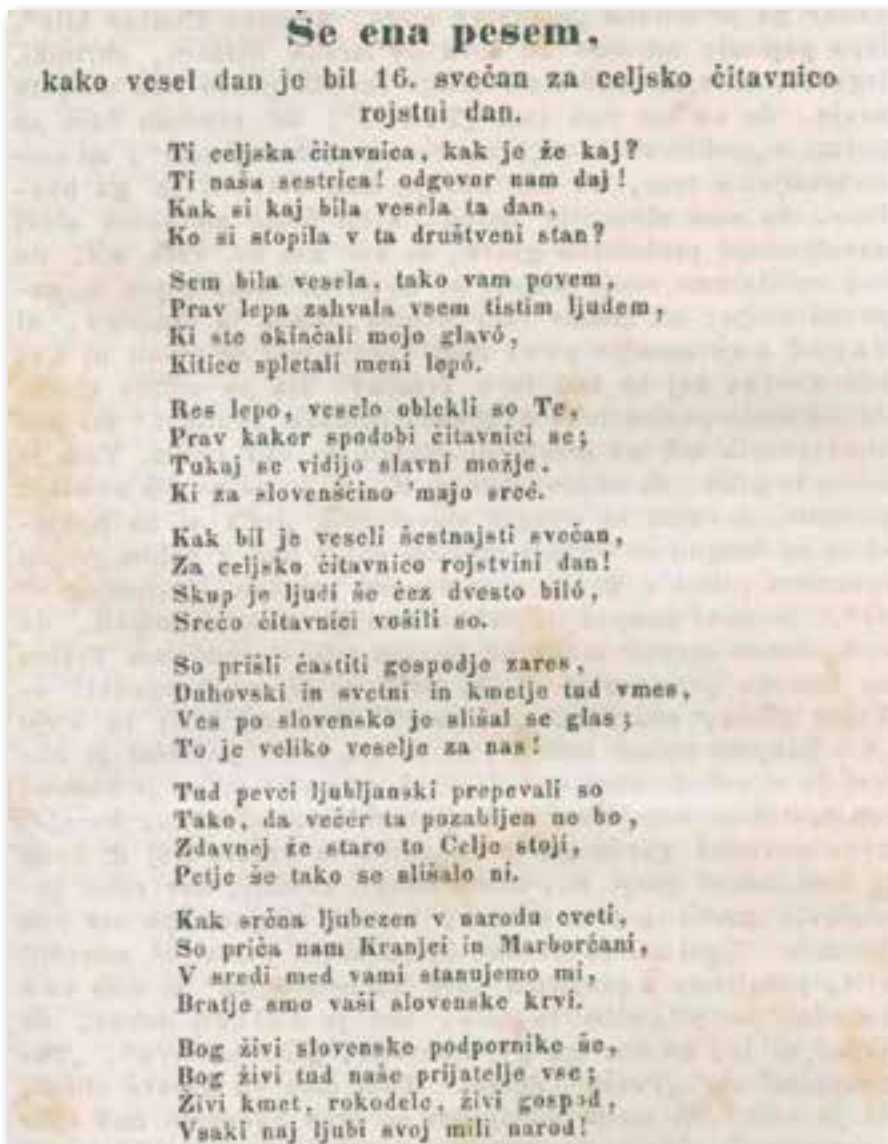 Še ena pesem,
kako vesel dan je bil 16. svečan za celjsko čitavnico
rojstni dan.
Ti celjska čitavnica, kak je že kaj?
Ti naša sestrica! odgovor nam daj!
Kak si kaj bila vesela ta dan,
Ko si stopila v ta društveni stan?
Sem bila vesela, tako vam povem,
Prav lepa zahvala vsem tistim ljudem,
Ki ste okinčali mojo glavó,
Kitice spletali meni lepó.
Res lepo, veselo oblekli so Te,
Prav kakor spodobi čitavnici se;
Tukaj se vidijo slavni možje,
Ki za slovenščino 'majo srcé.
Kak bil je veseli šestnajsti svečan,
Za celjsko čitavnico rojstvini dan!
Skup je ljudi še čez dvesto biló,
Srečo čitavnici vošili so.
So prišli častiti gospodje zares,
Duhovski in svetni in kmetje tud vmes,
Ves po slovensko je slišal se glas;
To je veliko veselje za nas!
Tud pevci ljubljanski prepevali so
Tako, da večer ta pozabljen ne bo,
Zdavnej že staro to Celje stoji,
Petje še tako se slišalo ni.
Kak srčna ljubezen v narodu cveti,
So priča nam Kranjci in Marborčani,
V sredi med vami stanujemo mi,
Bratje smo vaši slovenske krvi.
Bog živi slovenske podpornike še,
Bog živi tud naše prijatelje vse;
Živi kmet, rokodelc, živi gospod,
Vsaki naj ljubi svoj mili narod!